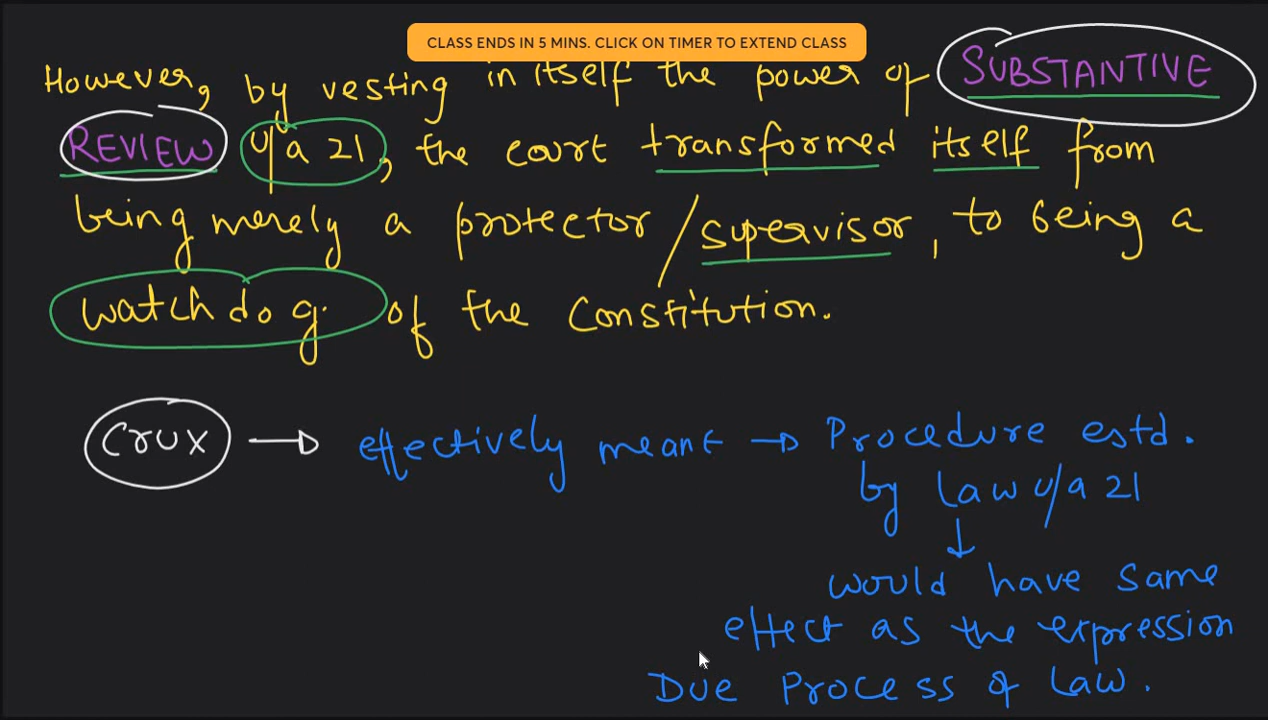 CLASS ENDS IN 5 MINS. CLICK ON TIMER TO EXTEND CLASS
However, by vesting in itself the power of SUBSTANTIVE
REVIEW u/a 21, the court transformed itself from
being merely a protector / supervisor, to being a
watch dog of the Constitution.
Crux → effectively meant → Procedure estd.
by law u/a 21
↓
would have same
effect as the expression
Due Process of Law.